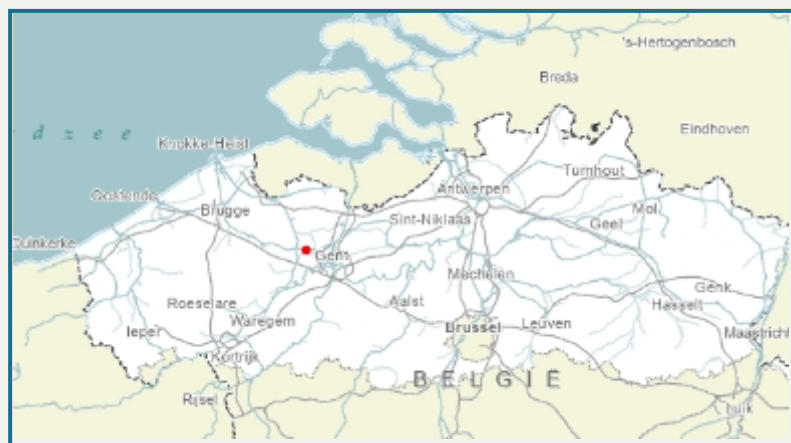 's-Hertogenbosch
Breda
dzee
Eindhoven
Knokke-Heist
Turnhout
Antwerpen
Oostende
Mol
Brugge
Sint-Niklaas
Geel
Duinkerke
Gent
Mechelen
Genk
Roeselare
Aalst
Hasselt
Ieper
Waregem
Brussel
Leuven
Maastricht
Kortrijk
BELGIË
Rijsel
Luik